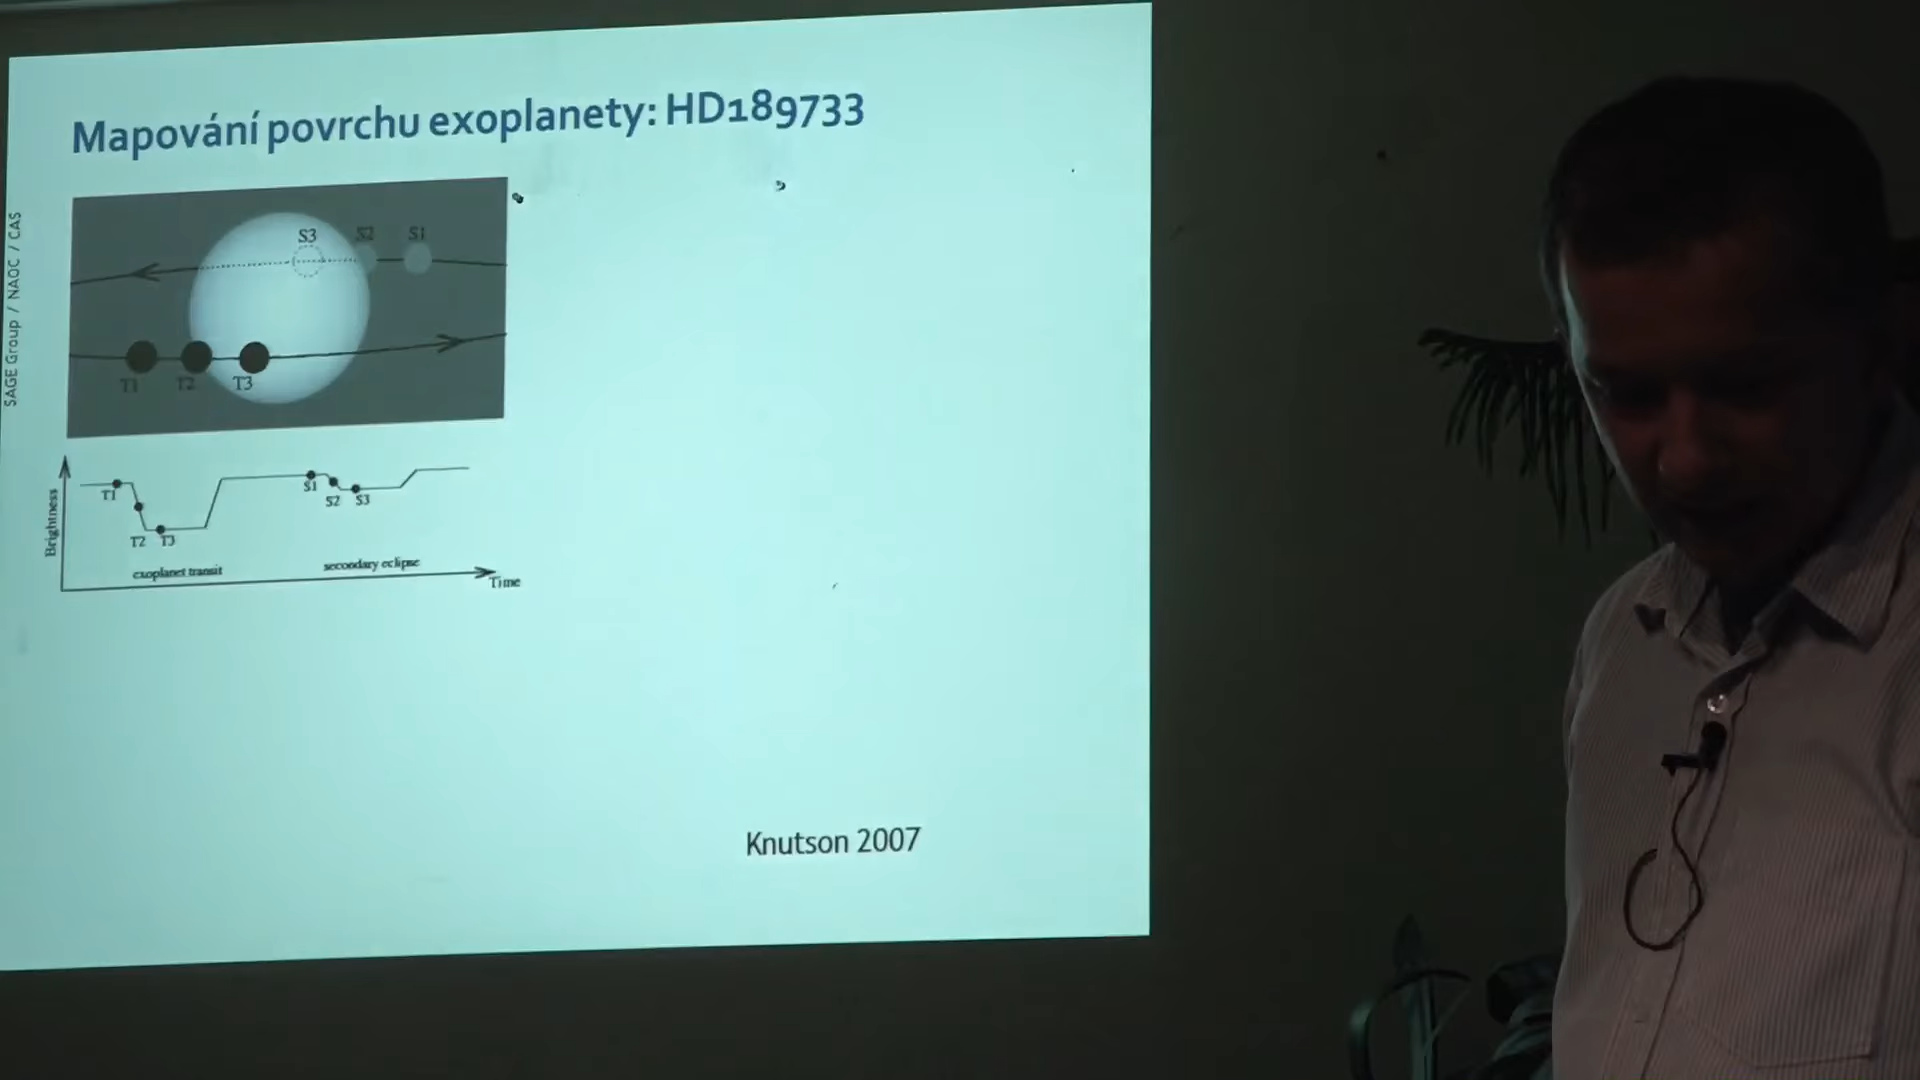 Mapování povrchu exoplanety: HD189733
SAGE Group / NAOC / CAS
S3 S2 S1
T1 T2 T3
Brightness
T1
T2 T3
S1
S2 S3
exoplanet transit
secondary eclipse
Time
Knutson 2007